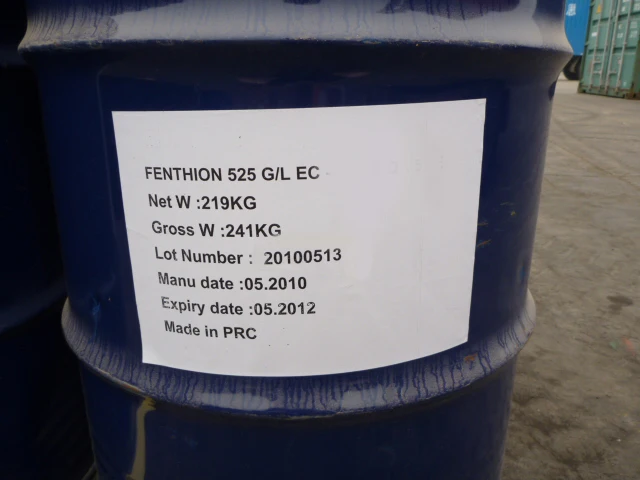 FENTHION 525 G/L EC
Net W :219KG
Gross W :241KG
Lot Number : 20100513
Manu date :05.2010
Expiry date :05.2012
Made in PRC